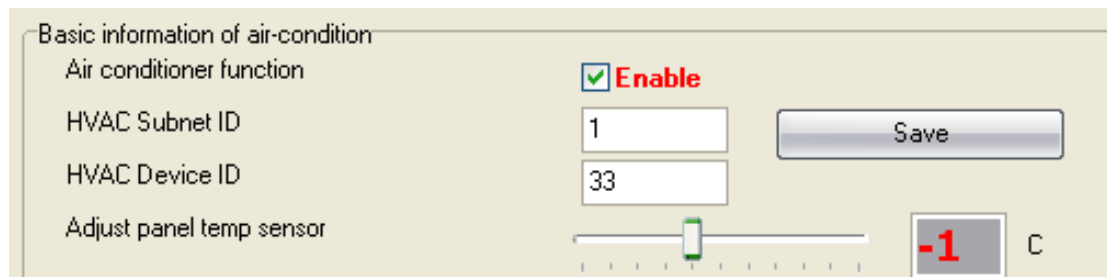 Basic information of air-condition
Air conditioner function Enable
HVAC Subnet ID 1 Save
HVAC Device ID 33
Adjust panel temp sensor -1 C